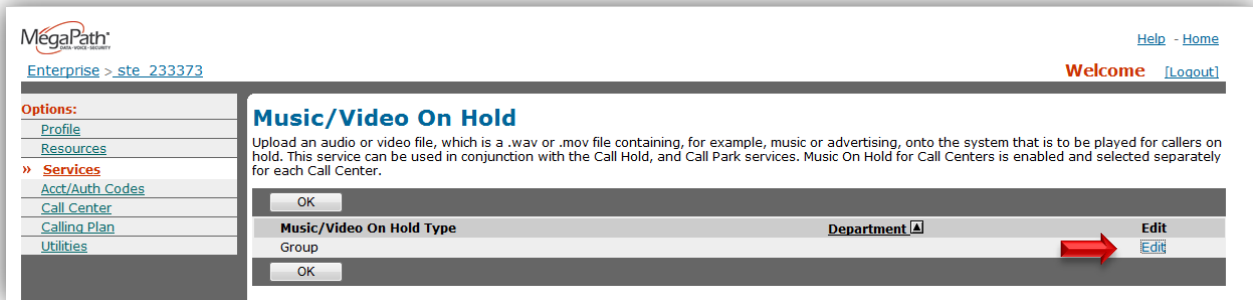 MegaPath
DATA - VOICE - SECURITY
Help - Home
Enterprise > ste_233373
Welcome [Logout]
Options:
Profile
Resources
» Services
Acct/Auth Codes
Call Center
Calling Plan
Utilities
Music/Video On Hold
Upload an audio or video file, which is a .wav or .mov file containing, for example, music or advertising, onto the system that is to be played for callers on
hold. This service can be used in conjunction with the Call Hold, and Call Park services. Music On Hold for Call Centers is enabled and selected separately
for each Call Center.
OK
Music/Video On Hold Type Department Edit
Group Edit
OK